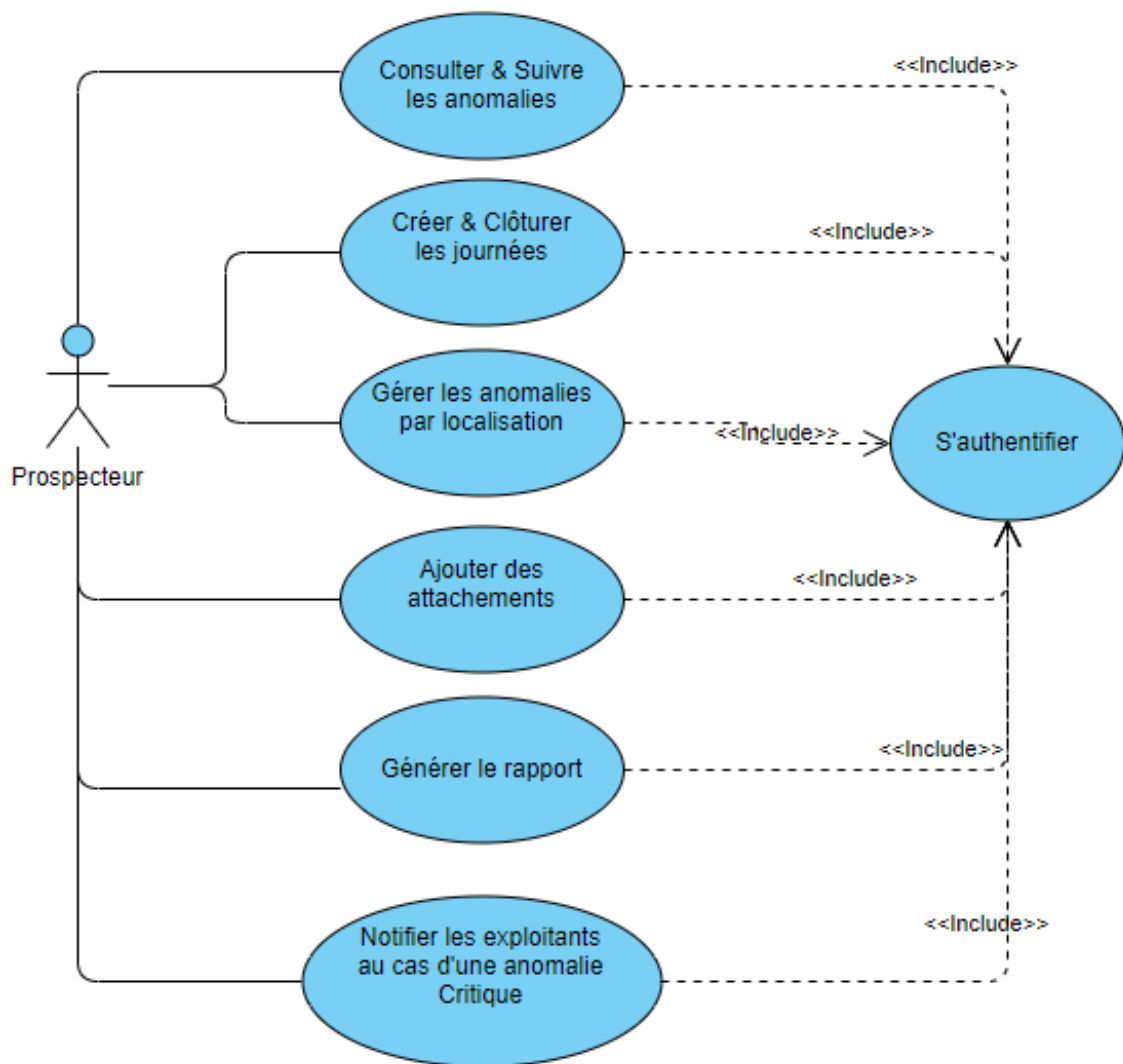 Consulter & Suivre
les anomalies
<<Include>>
Créer & Clôturer
les journées
<<Include>>
Gérer les anomalies
par localisation
<<Include>>
S'authentifier
Prospecteur
Ajouter des
attachements
<<Include>>
Générer le rapport
<<Include>>
Notifier les exploitants
au cas d'une anomalie
Critique
<<Include>>